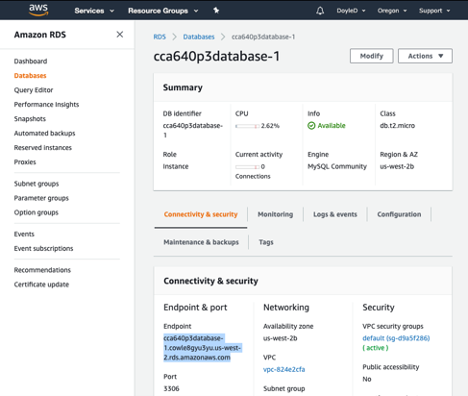 aws
Services
Resource Groups
DoyleD
Oregon
Support
Amazon RDS
Dashboard
Databases
Query Editor
Performance Insights
Snapshots
Automated backups
Reserved instances
Proxies
Subnet groups
Parameter groups
Option groups
Events
Event subscriptions
Recommendations
Certificate update
RDS > Databases > cca640p3database-1
cca640p3database-1
Modify
Actions
Summary
DB identifier
cca640p3database-
1
CPU
2.62%
Info
Available
Class
db.t2.micro
Role
Instance
Current activity
0
Connections
Engine
MySQL Community
Region & AZ
us-west-2b
Connectivity & security
Monitoring
Logs & events
Configuration
Maintenance & backups
Tags
Connectivity & security
Endpoint & port
Endpoint
cca640p3database-
1.cowle8gyu3yu.us-west-
2.rds.amazonaws.com
Port
3306
Networking
Availability zone
us-west-2b
VPC
vpc-824e2cfa
Subnet group
Security
VPC security groups
default (sg-d9a5f286)
( active )
Public accessibility
No